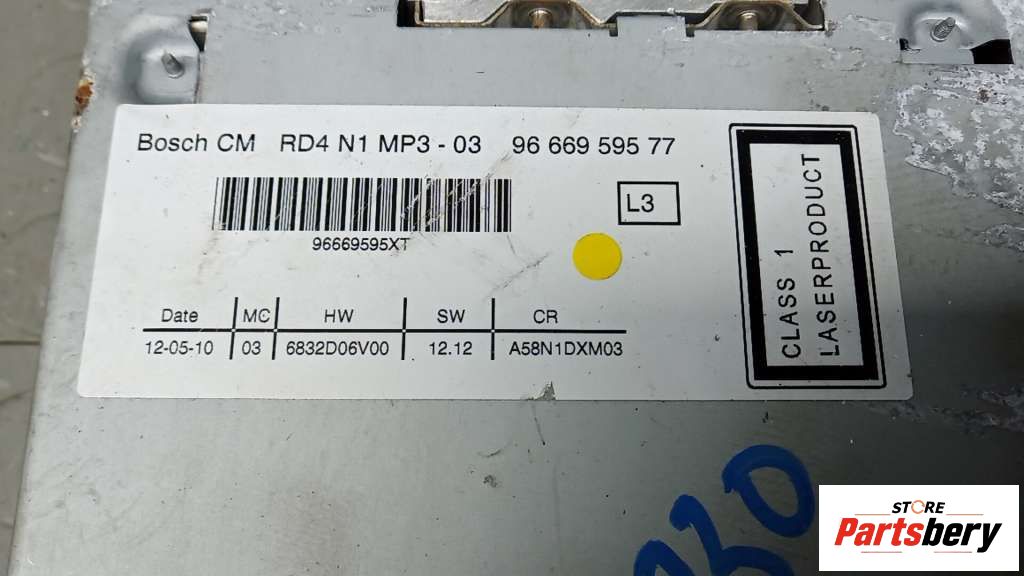 Bosch CM RD4 N1 MP3 - 03 96 669 595 77
96669595XT
L3
CLASS 1
LASERPRODUCT
Date MC HW SW CR
12-05-10 03 6832D06V00 12.12 A58N1DXM03
930
STORE
Partsbery